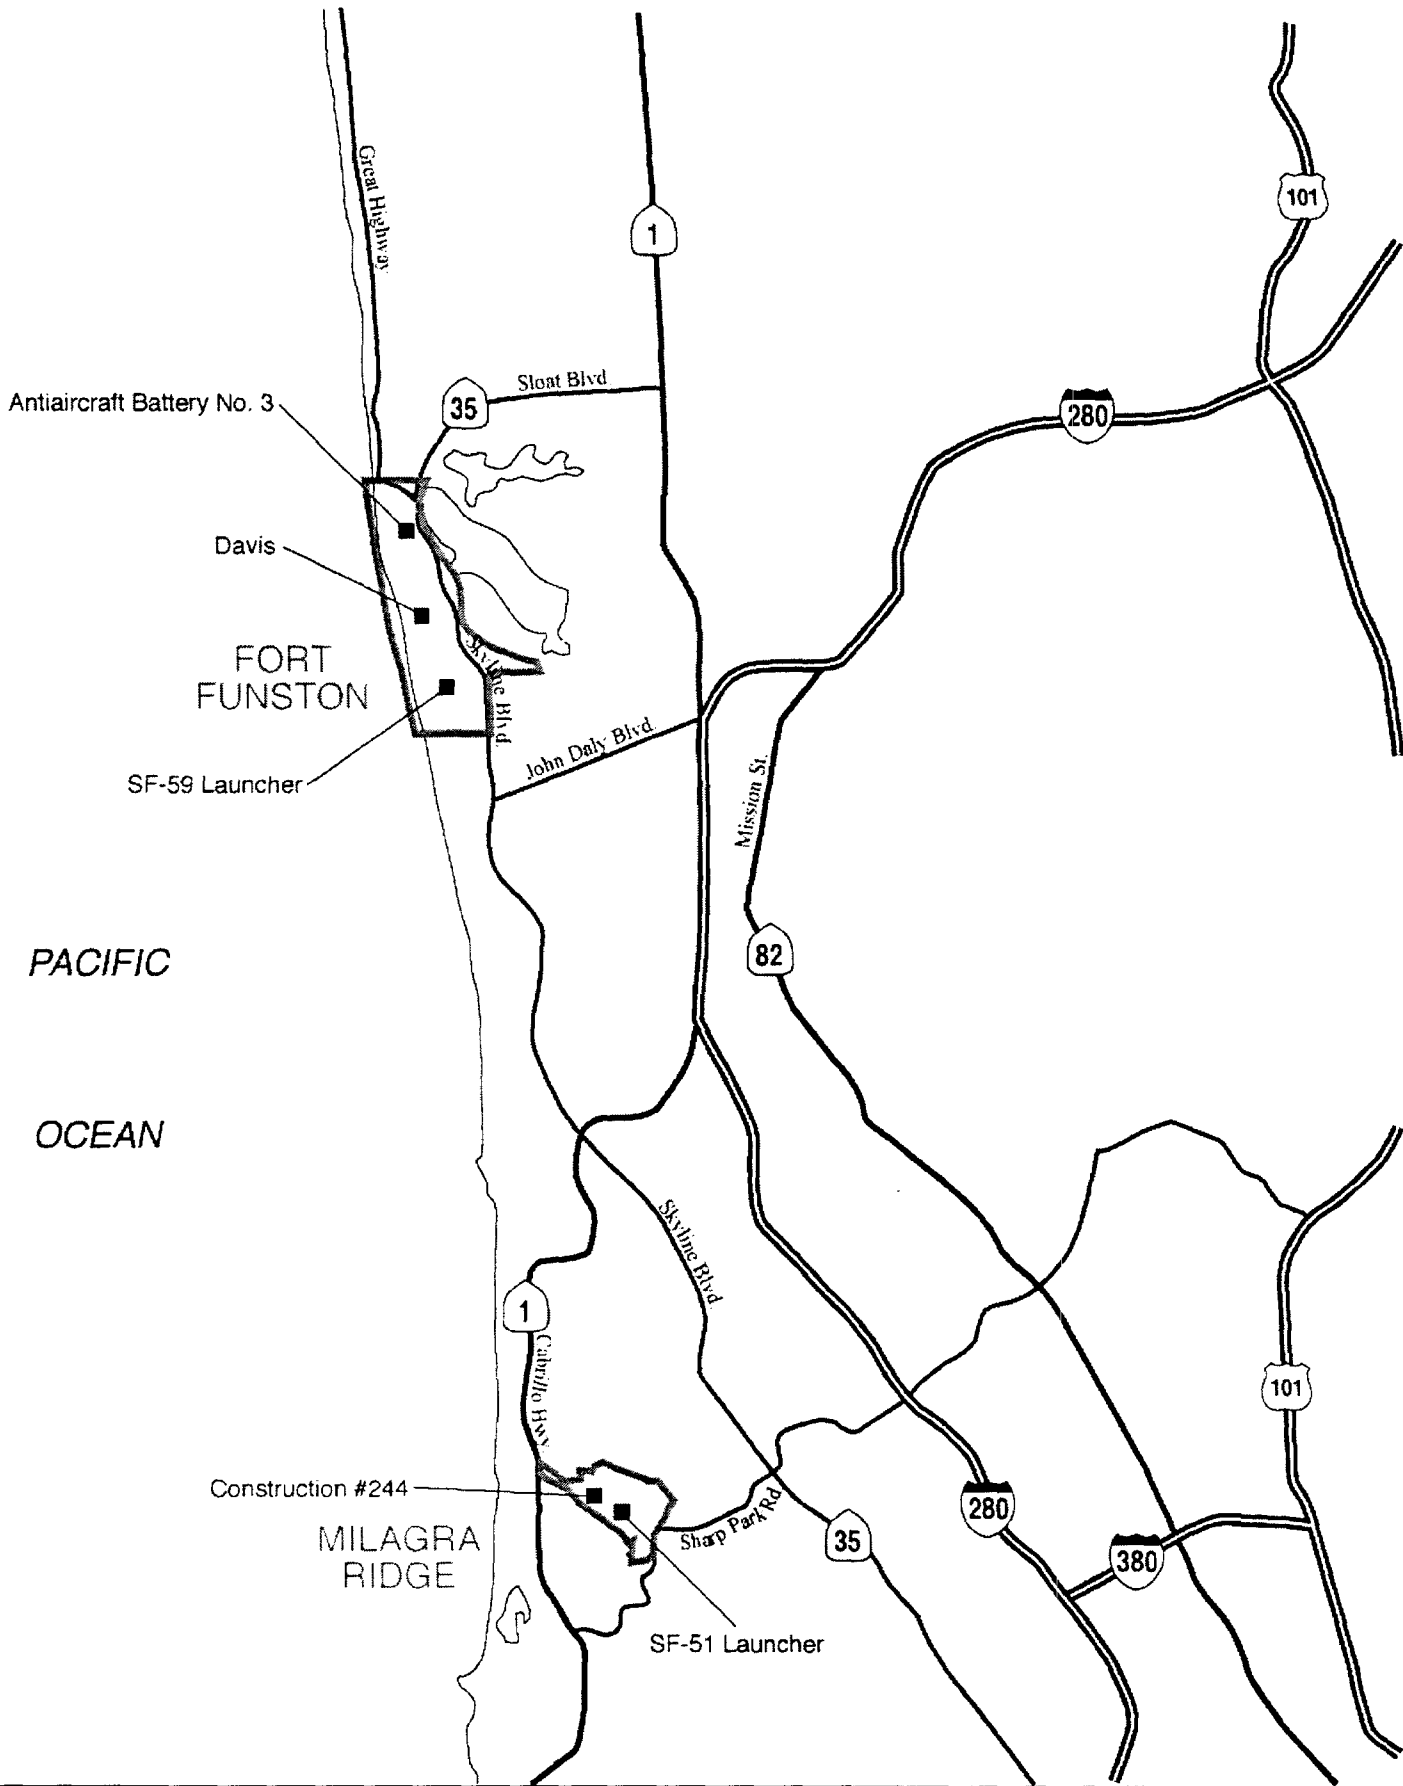 Great Highway
101
1
Sloat Blvd
280
35
Antiaircraft Battery No. 3
Davis
FORT
FUNSTON
Skyline Blvd.
John Daly Blvd.
SF-59 Launcher
Mission St.
82
PACIFIC
OCEAN
Skyline Blvd.
1
Cabrillo Hwy
101
Construction #244
MILAGRA
RIDGE
Sharp Park Rd
35
280
380
SF-51 Launcher